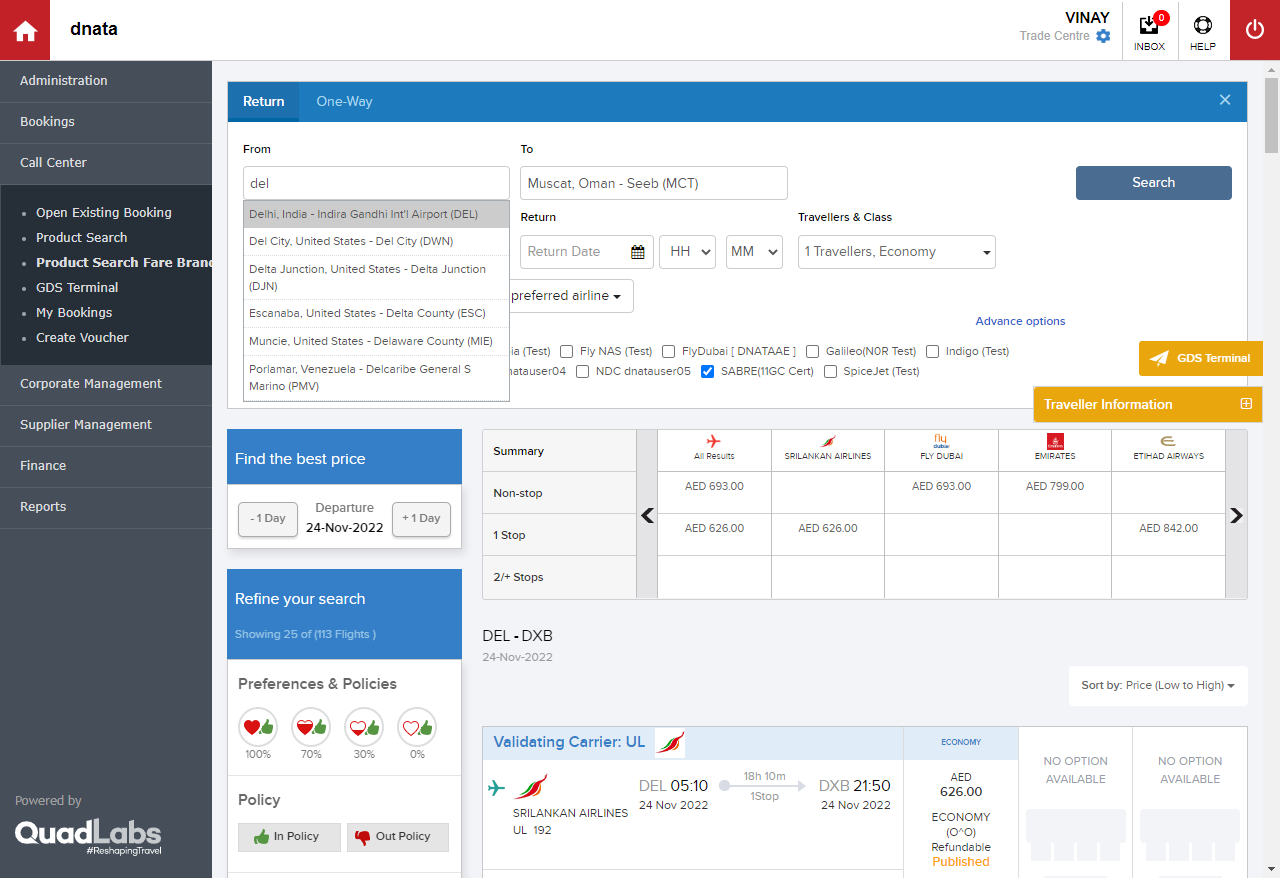 dnata
VINAY
Trade Centre
0
INBOX
HELP
Administration
Bookings
Call Center
Open Existing Booking
Product Search
Product Search Fare Bran
GDS Terminal
My Bookings
Create Voucher
Corporate Management
Supplier Management
Finance
Reports
Powered by
QuadLabs
#ReshapingTravel
Return
One-Way
From
To
del
Muscat, Oman - Seeb (MCT)
Search
Delhi, India - Indira Gandhi Int'l Airport (DEL)
Del City, United States - Del City (DWN)
Delta Junction, United States - Delta Junction
(DJN)
Escanaba, United States - Delta County (ESC)
Muncie, United States - Delaware County (MIE)
Porlamar, Venezuela - Delcaribe General S
Marino (PMV)
Return
Travellers & Class
Return Date
HH
MM
1 Travellers, Economy
preferred airline
Advance options
ia (Test)
Fly NAS (Test)
FlyDubai [ DNATAAE ]
Galileo(N0R Test)
Indigo (Test)
dnatauser04
NDC dnatauser05
SABRE(11GC Cert)
SpiceJet (Test)
GDS Terminal
Traveller Information
Find the best price
- 1 Day
Departure
24-Nov-2022
+ 1 Day
Refine your search
Showing 25 of (113 Flights )
Preferences & Policies
100%
70%
30%
0%
Policy
In Policy
Out Policy
Summary
All Results
SRILANKAN AIRLINES
fly dubai
FLY DUBAI
EMIRATES
ETIHAD AIRWAYS
Non-stop
AED 693.00
AED 693.00
AED 799.00
1 Stop
AED 626.00
AED 626.00
AED 842.00
2/+ Stops
DEL - DXB
24-Nov-2022
Sort by: Price (Low to High)
Validating Carrier: UL
ECONOMY
SRILANKAN AIRLINES
UL 192
DEL 05:10
24 Nov 2022
18h 10m
1Stop
DXB 21:50
24 Nov 2022
AED
626.00
ECONOMY
(O^O)
Refundable
Published
NO OPTION
AVAILABLE
NO OPTION
AVAILABLE